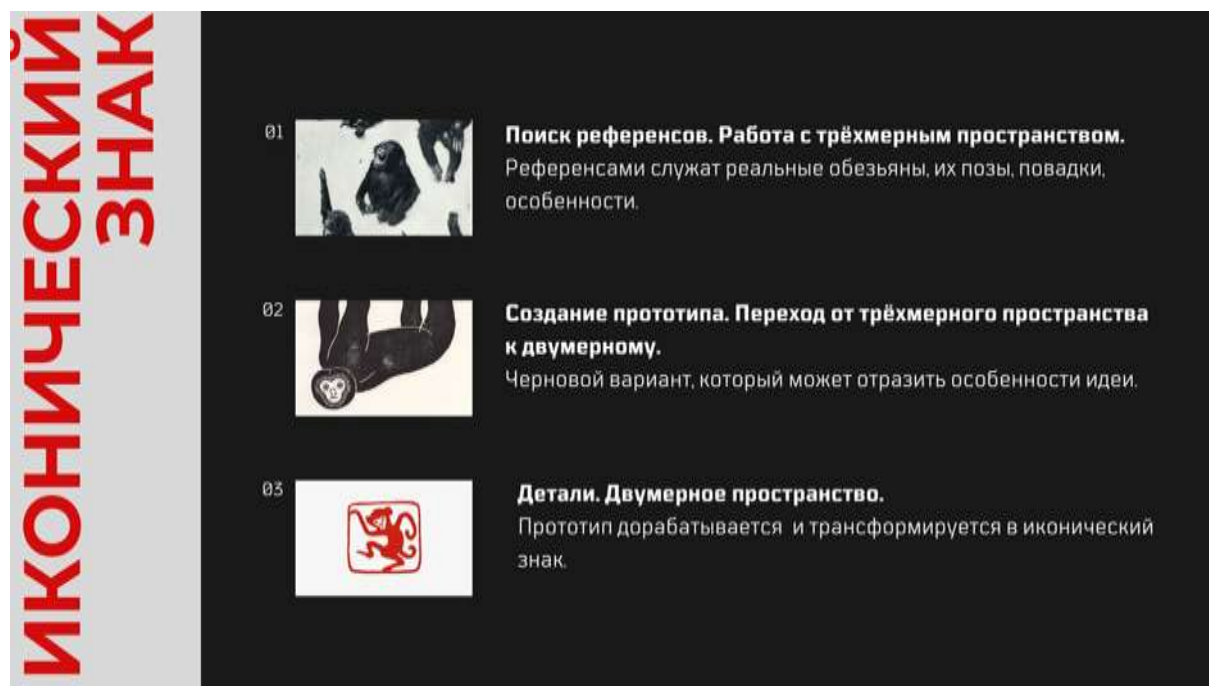 ИКОНИЧЕСКИЙ
ЗНАК
01
Поиск референсов. Работа с трёхмерным пространством.
Референсами служат реальные обезьяны, их позы, повадки,
особенности.
02
Создание прототипа. Переход от трёхмерного пространства
к двумерному.
Черновой вариант, который может отразить особенности идеи.
03
Детали. Двумерное пространство.
Прототип дорабатывается и трансформируется в иконический
знак.